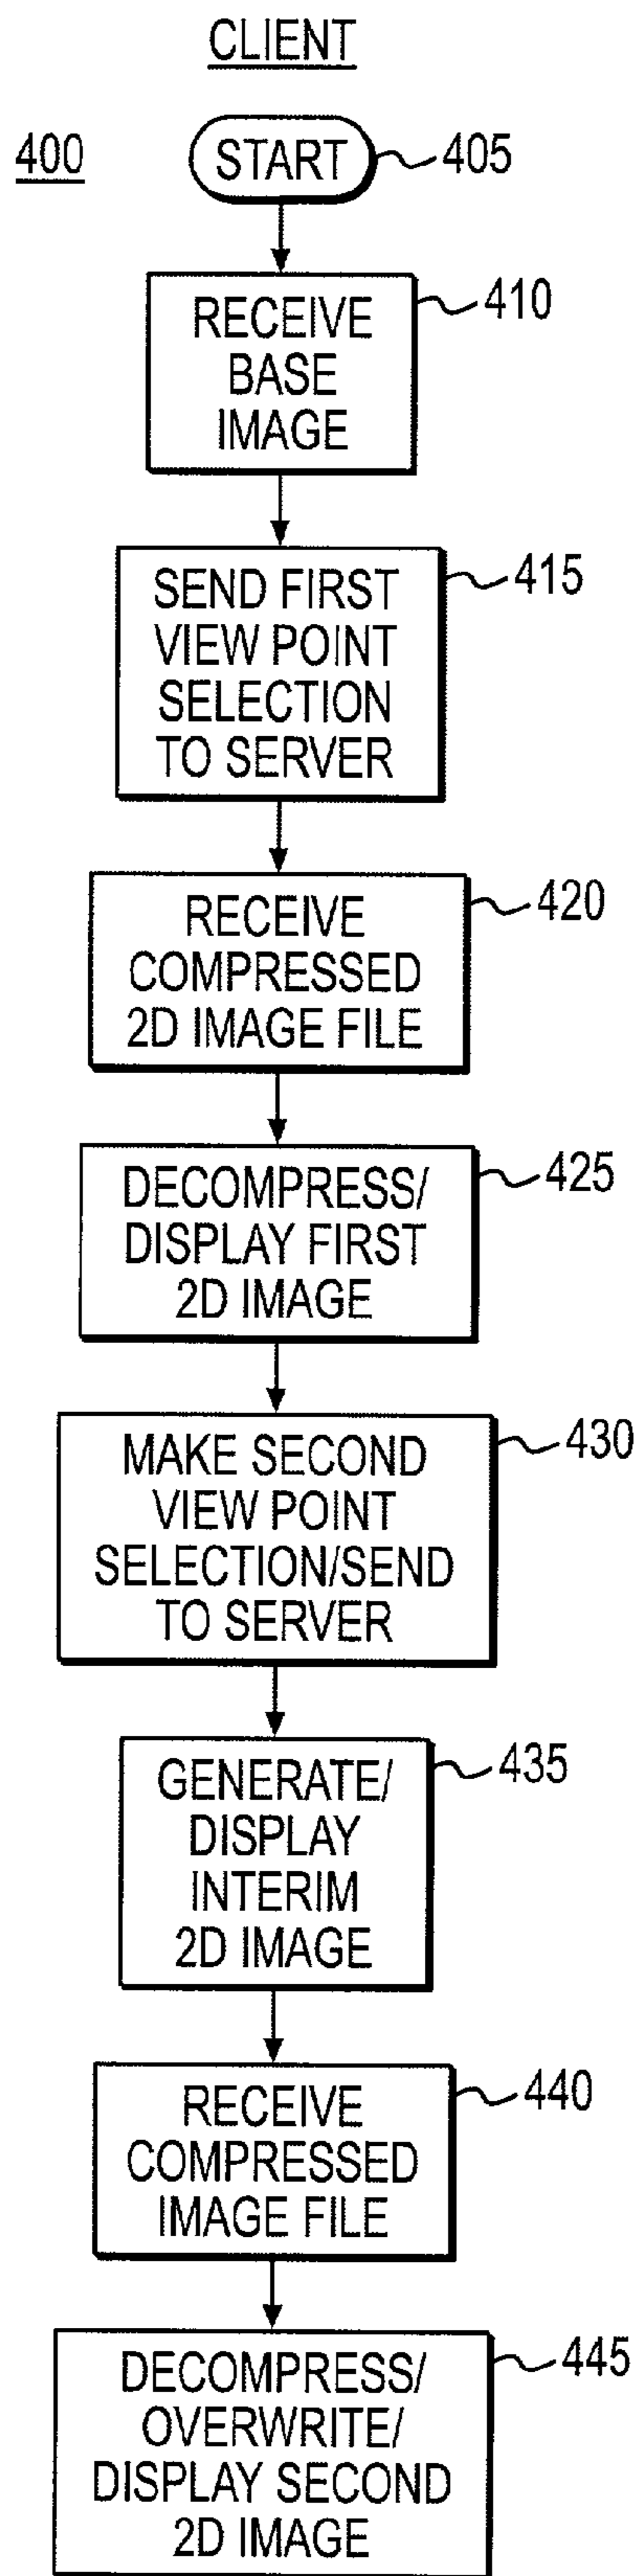 CLIENT
400
START
405
RECEIVE
BASE
IMAGE
410
SEND FIRST
VIEW POINT
SELECTION
TO SERVER
415
RECEIVE
COMPRESSED
2D IMAGE FILE
420
DECOMPRESS/
DISPLAY FIRST
2D IMAGE
425
MAKE SECOND
VIEW POINT
SELECTION/SEND
TO SERVER
430
GENERATE/
DISPLAY
INTERIM
2D IMAGE
435
RECEIVE
COMPRESSED
IMAGE FILE
440
DECOMPRESS/
OVERWRITE/
DISPLAY SECOND
2D IMAGE
445